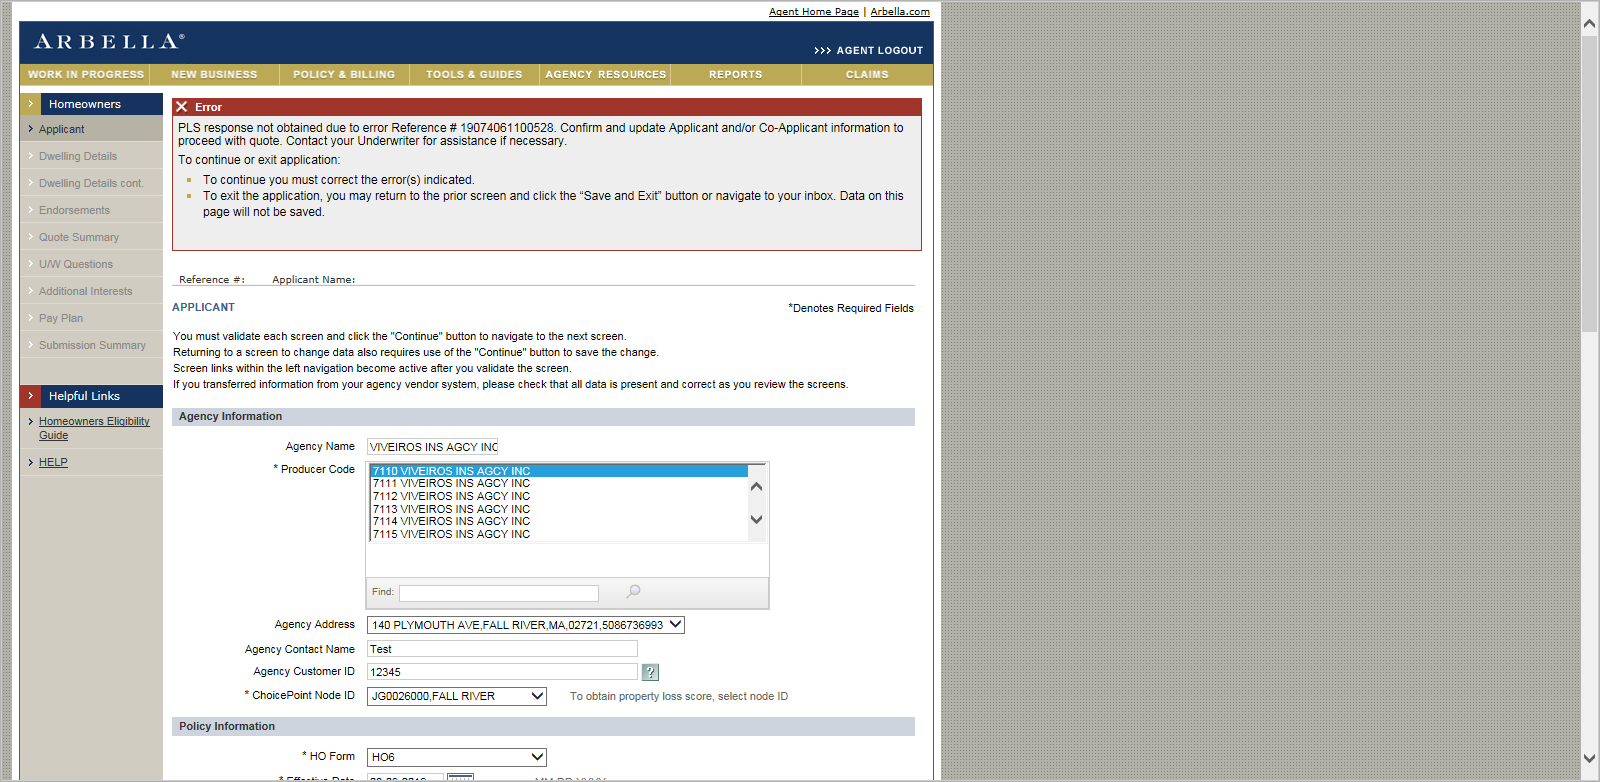 Agent Home Page | Arbella.com
ARBELLA®
>>> AGENT LOGOUT
WORK IN PROGRESS NEW BUSINESS POLICY & BILLING TOOLS & GUIDES AGENCY RESOURCES REPORTS CLAIMS
Homeowners
Applicant
Dwelling Details
Dwelling Details cont.
Endorsements
Quote Summary
U/W Questions
Additional Interests
Pay Plan
Submission Summary
Helpful Links
Homeowners Eligibility
Guide
HELP
Error
PLS response not obtained due to error Reference # 19074061100528. Confirm and update Applicant and/or Co-Applicant information to
proceed with quote. Contact your Underwriter for assistance if necessary.
To continue or exit application:
To continue you must correct the error(s) indicated.
To exit the application, you may return to the prior screen and click the “Save and Exit” button or navigate to your inbox. Data on this
page will not be saved.
Reference #: Applicant Name:
APPLICANT
*Denotes Required Fields
You must validate each screen and click the "Continue" button to navigate to the next screen.
Returning to a screen to change data also requires use of the "Continue" button to save the change.
Screen links within the left navigation become active after you validate the screen.
If you transferred information from your agency vendor system, please check that all data is present and correct as you review the screens.
Agency Information
Agency Name VIVEIROS INS AGCY INC
* Producer Code
7110 VIVEIROS INS AGCY INC
7111 VIVEIROS INS AGCY INC
7112 VIVEIROS INS AGCY INC
7113 VIVEIROS INS AGCY INC
7114 VIVEIROS INS AGCY INC
7115 VIVEIROS INS AGCY INC
Find:
Agency Address 140 PLYMOUTH AVE,FALL RIVER,MA,02721,5086736993
Agency Contact Name Test
Agency Customer ID 12345 ?
* ChoicePoint Node ID JG0026000,FALL RIVER To obtain property loss score, select node ID
Policy Information
* HO Form HO6
* Effective Date